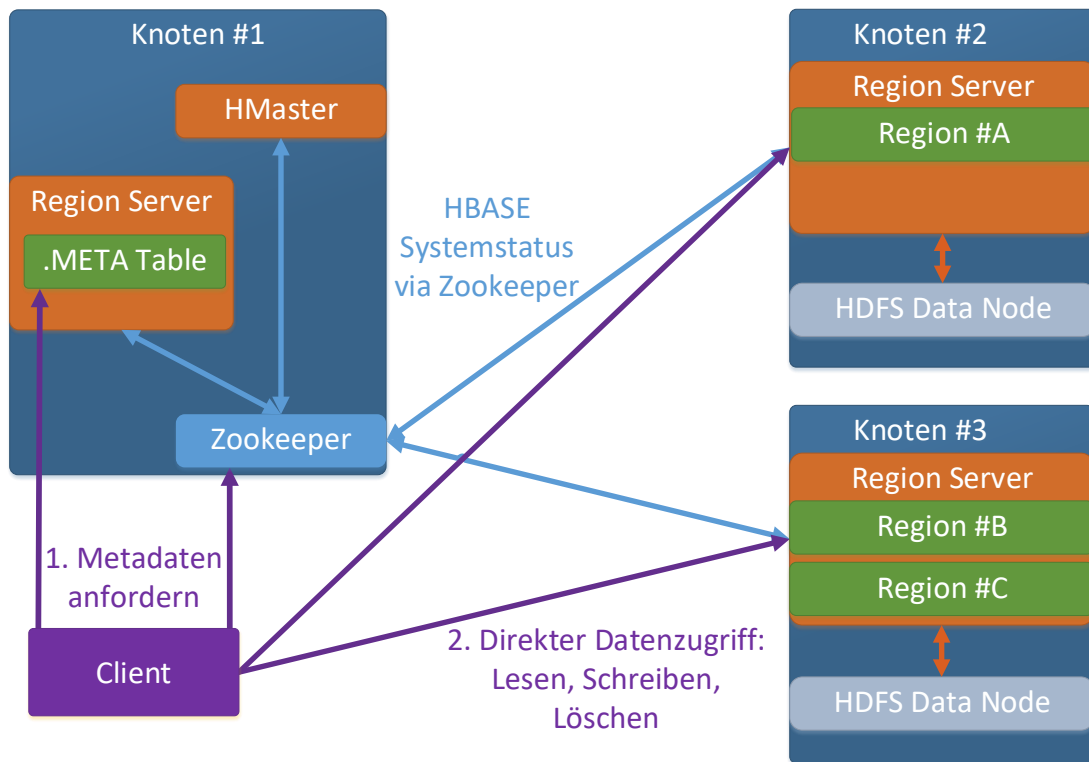 Knoten #1
HMaster
Region Server
.META Table
Zookeeper
HBASE
Systemstatus
via Zookeeper
Knoten #2
Region Server
Region #A
HDFS Data Node
Knoten #3
Region Server
Region #B
Region #C
HDFS Data Node
1. Metadaten
anfordern
Client
2. Direkter Datenzugriff:
Lesen, Schreiben,
Löschen